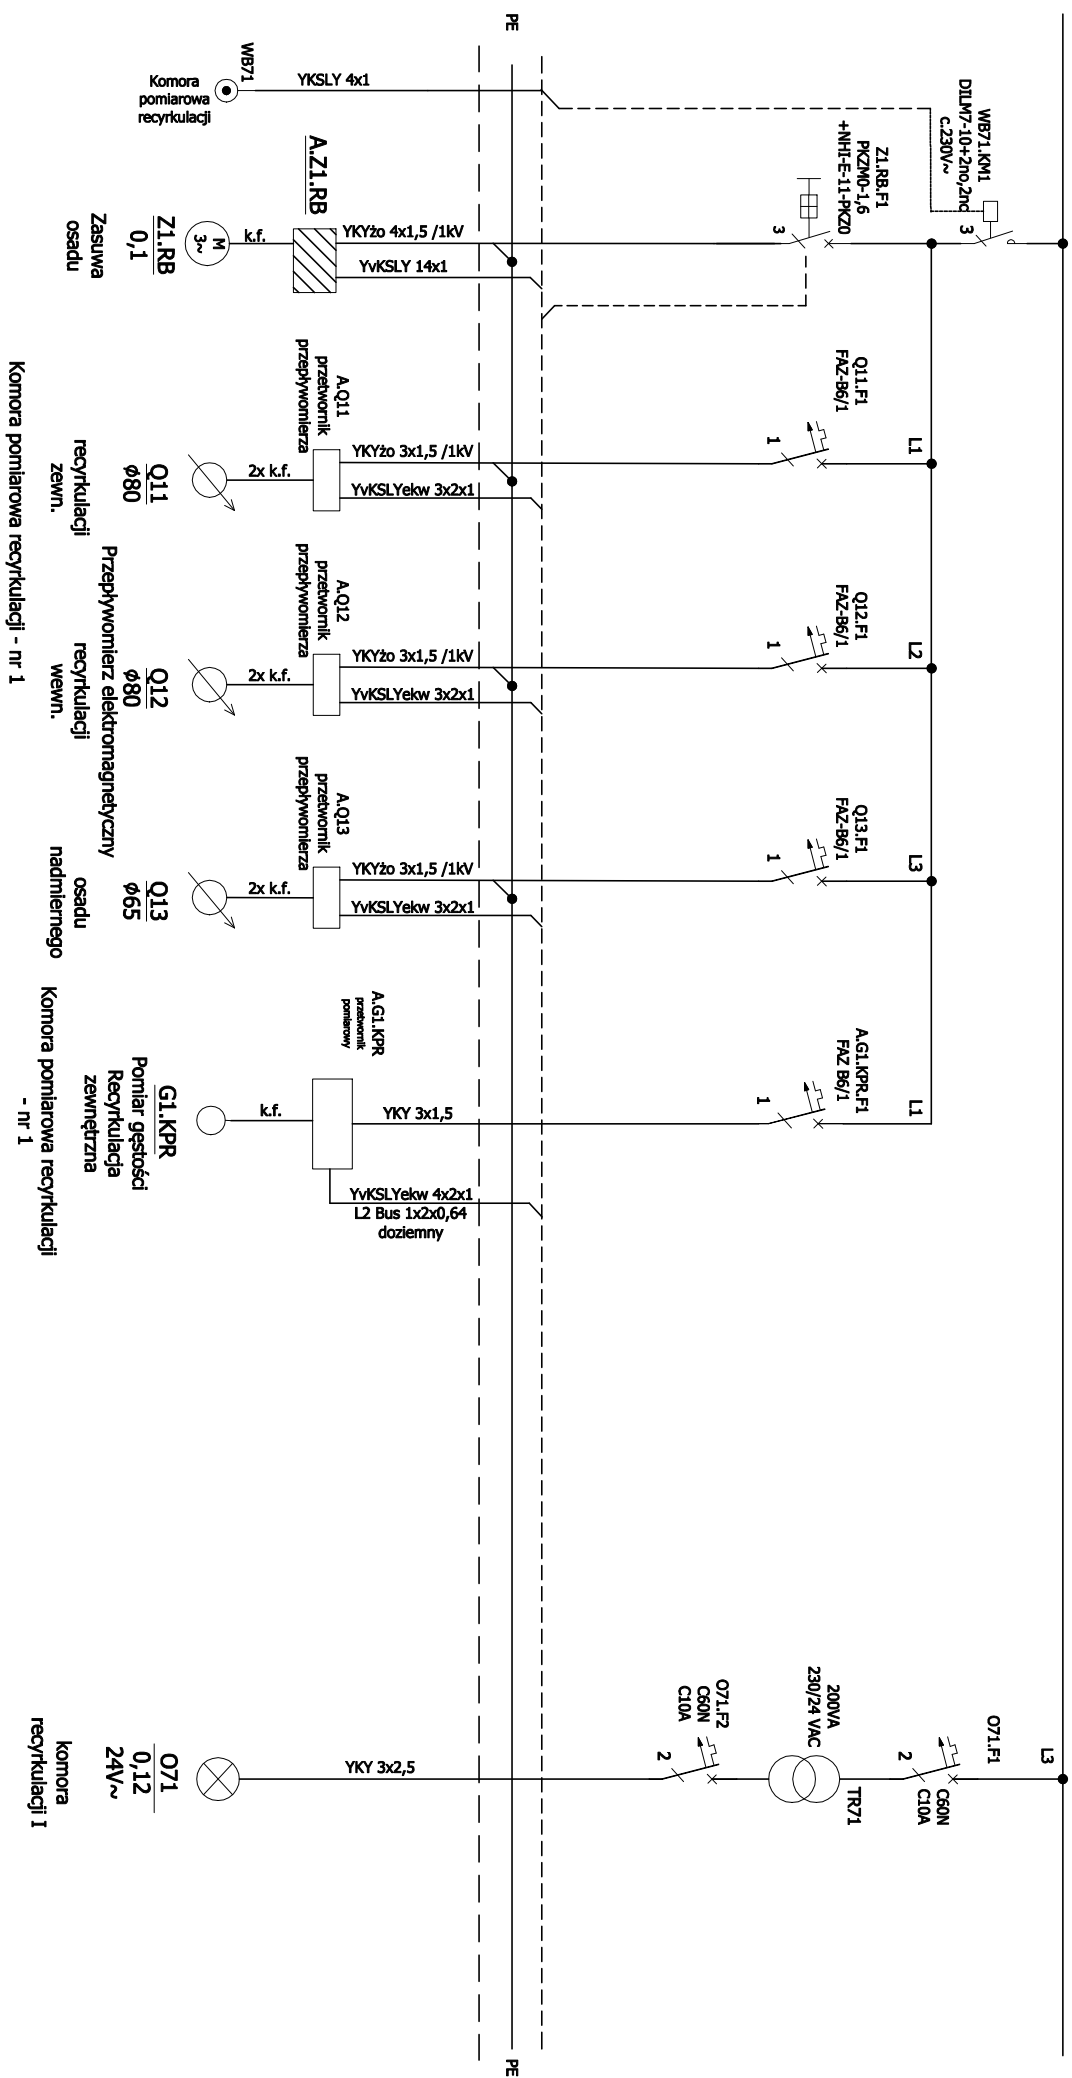 PE
WB71
Komora
pomiarowa
recyrkulacji
YKSLY 4x1
WB71.KM1
DILM7-10+2no,2nc
c.230V~
3
Z1.RB.F1
PKZM0-1,6
+NHI-E-11-PKZ0
3
A.Z1.RB
YKYżo 4x1,5 /1kV
YvKSLY 14x1
k.f.
M
3~
Z1.RB
0,1
Zasuwa
osadu
L1
Q11.F1
FAZ-B6/1
1
YKYżo 3x1,5 /1kV
YvKSLYekw 3x2x1
A.Q11
przetwornik
przepływomierza
2x k.f.
Q11
ϕ80
recyrkulacji
zewn.
L2
Q12.F1
FAZ-B6/1
1
YKYżo 3x1,5 /1kV
YvKSLYekw 3x2x1
A.Q12
przetwornik
przepływomierza
2x k.f.
Q12
ϕ80
Przepływomierz elektromagnetyczny
recyrkulacji
wewn.
L3
Q13.F1
FAZ-B6/1
1
YKYżo 3x1,5 /1kV
YvKSLYekw 3x2x1
A.Q13
przetwornik
przepływomierza
2x k.f.
Q13
ϕ65
osadu
nadmiernego
Komora pomiarowa recyrkulacji - nr 1
L1
A.G1.KPR.F1
FAZ B6/1
1
YKY 3x1,5
YvKSLYekw 4x2x1
L2 Bus 1x2x0,64
doziemny
A.G1.KPR
przetwornik
pomiarowy
k.f.
G1.KPR
Pomiar gęstości
Recyrkulacja
zewnętrzna
Komora pomiarowa recyrkulacji
- nr 1
L3
O71.F1
C60N
C10A
2
TR71
200VA
230/24 VAC
O71.F2
C60N
C10A
2
YKY 3x2,5
O71
0,12
24V~
komora
recyrkulacji I
PE